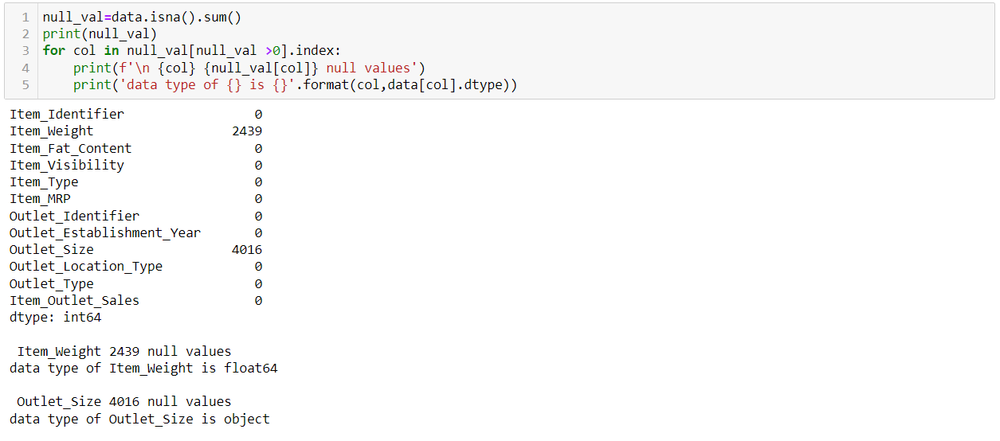 1 null_val=data.isna().sum()
2 print(null_val)
3 for col in null_val[null_val >0].index:
4     print(f'\n {col} {null_val[col]} null values')
5     print('data type of {} is {}'.format(col,data[col].dtype))
Item_Identifier                 0
Item_Weight                  2439
Item_Fat_Content                0
Item_Visibility                 0
Item_Type                       0
Item_MRP                        0
Outlet_Identifier               0
Outlet_Establishment_Year       0
Outlet_Size                  4016
Outlet_Location_Type            0
Outlet_Type                     0
Item_Outlet_Sales               0
dtype: int64
 Item_Weight 2439 null values
data type of Item_Weight is float64
 Outlet_Size 4016 null values
data type of Outlet_Size is object